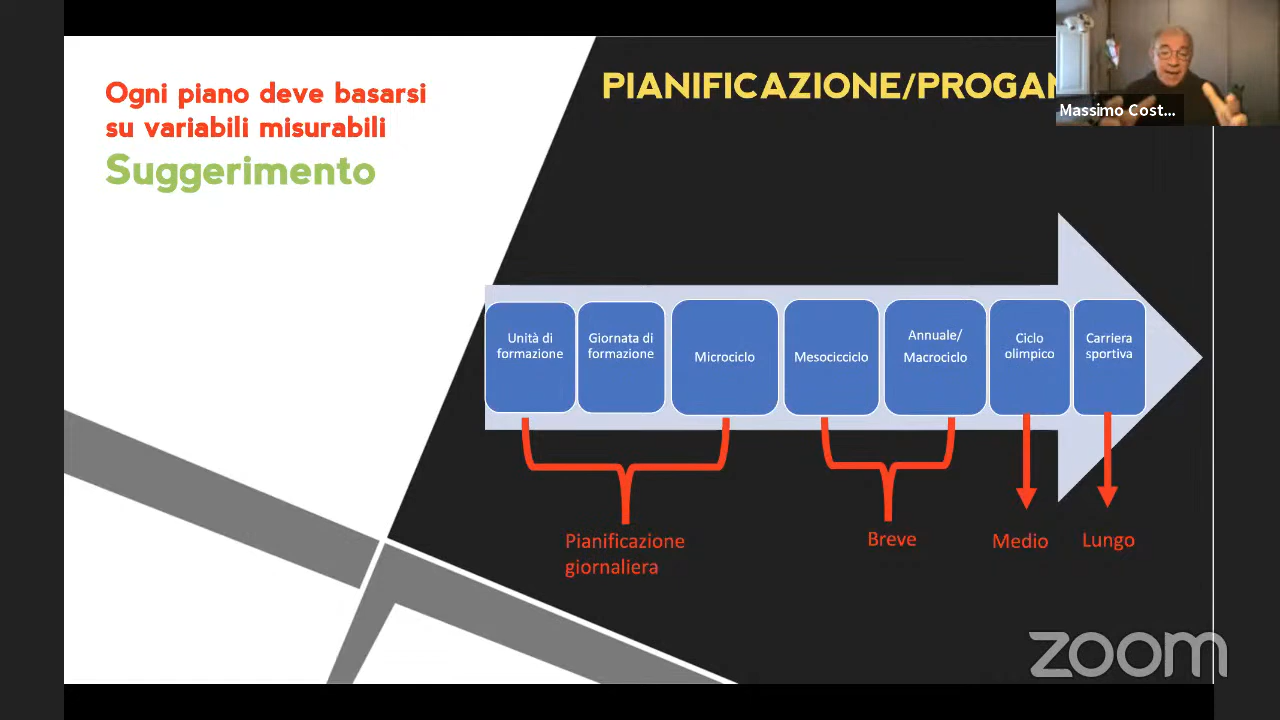 Ogni piano deve basarsi
su variabili misurabili
Suggerimento
PIANIFICAZIONE/PROGAM
Massimo Cost...
Unità di
formazione
Giornata di
formazione
Microciclo
Mesocicciclo
Annuale/
Macrociclo
Ciclo
olimpico
Carriera
sportiva
Pianificazione
giornaliera
Breve
Medio
Lungo
zoom